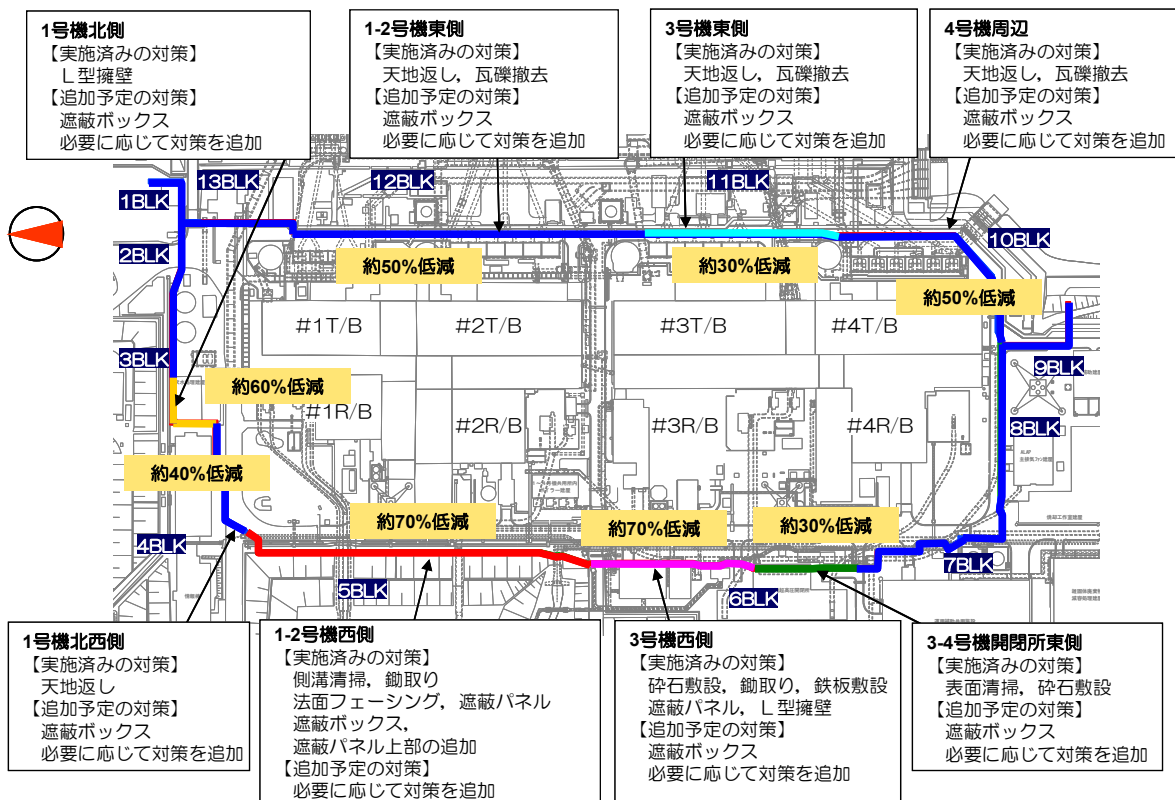 1号機北側
【実施済みの対策】
Ｌ型擁壁
【追加予定の対策】
遮蔽ボックス
必要に応じて対策を追加
1-2号機東側
【実施済みの対策】
天地返し，瓦礫撤去
【追加予定の対策】
遮蔽ボックス
必要に応じて対策を追加
3号機東側
【実施済みの対策】
天地返し，瓦礫撤去
【追加予定の対策】
遮蔽ボックス
必要に応じて対策を追加
4号機周辺
【実施済みの対策】
天地返し，瓦礫撤去
【追加予定の対策】
遮蔽ボックス
必要に応じて対策を追加
13BLK
12BLK
11BLK
1BLK
10BLK
2BLK
約50%低減
約30%低減
約50%低減
#1T/B
#2T/B
#3T/B
#4T/B
3BLK
9BLK
約60%低減
#1R/B
#2R/B
#3R/B
#4R/B
8BLK
約40%低減
約70%低減
約70%低減
約30%低減
4BLK
5BLK
6BLK
7BLK
1号機北西側
【実施済みの対策】
天地返し
【追加予定の対策】
遮蔽ボックス
必要に応じて対策を追加
1-2号機西側
【実施済みの対策】
側溝清掃，鋤取り
法面フェーシング，遮蔽パネル
遮蔽ボックス，
遮蔽パネル上部の追加
【追加予定の対策】
必要に応じて対策を追加
3号機西側
【実施済みの対策】
砕石敷設，鋤取り，鉄板敷設
遮蔽パネル，Ｌ型擁壁
【追加予定の対策】
遮蔽ボックス
必要に応じて対策を追加
3-4号機開閉所東側
【実施済みの対策】
表面清掃，砕石敷設
【追加予定の対策】
遮蔽ボックス
必要に応じて対策を追加